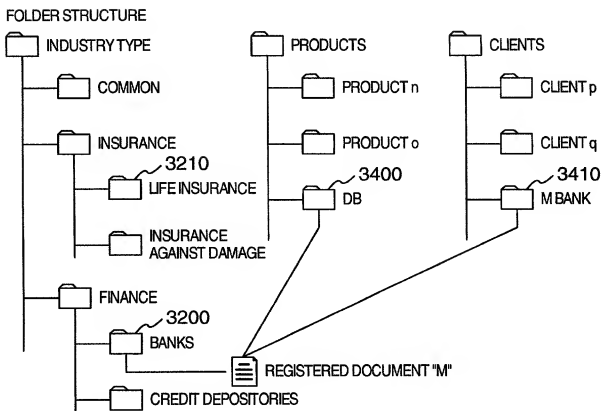 FOLDER STRUCTURE
INDUSTRY TYPE
COMMON
INSURANCE
3210
LIFE INSURANCE
INSURANCE
AGAINST DAMAGE
FINANCE
3200
BANKS
CREDIT DEPOSITORIES
PRODUCTS
PRODUCT n
PRODUCT o
3400
DB
CLIENTS
CLIENT p
CLIENT q
3410
M BANK
REGISTERED DOCUMENT "M"